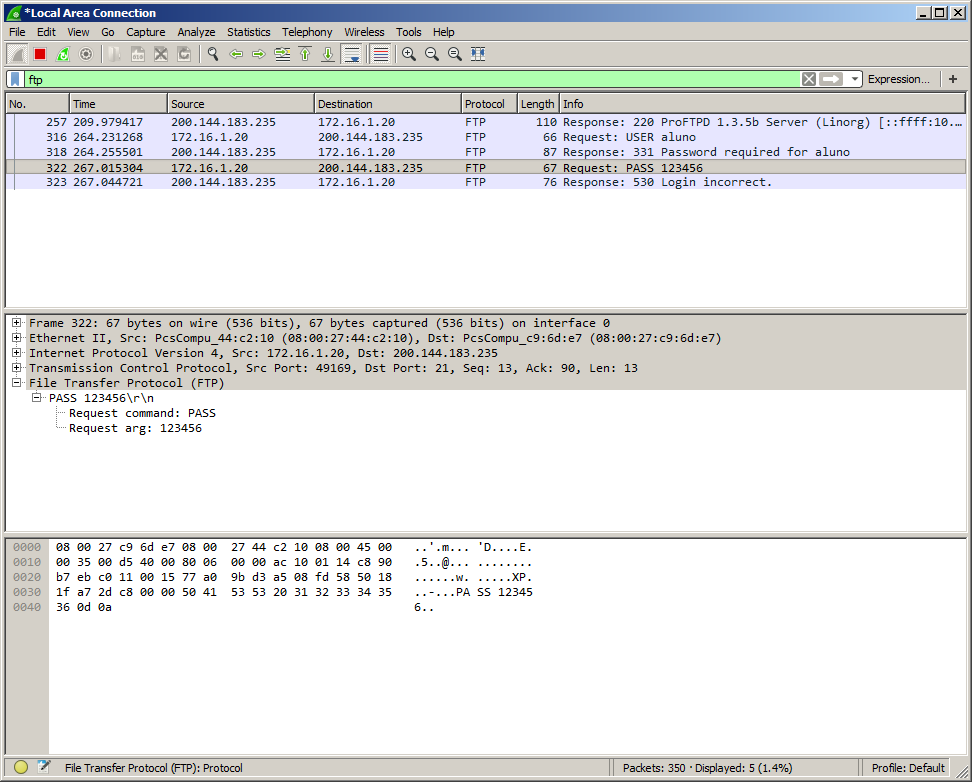 *Local Area Connection
File Edit View Go Capture Analyze Statistics Telephony Wireless Tools Help
ftp Expression... +
No. Time Source Destination Protocol Length Info
257 209.979417 200.144.183.235 172.16.1.20 FTP 110 Response: 220 ProFTPD 1.3.5b Server (Linorg) [::ffff:10....
316 264.231268 172.16.1.20 200.144.183.235 FTP 66 Request: USER aluno
318 264.255501 200.144.183.235 172.16.1.20 FTP 87 Response: 331 Password required for aluno
322 267.015304 172.16.1.20 200.144.183.235 FTP 67 Request: PASS 123456
323 267.044721 200.144.183.235 172.16.1.20 FTP 76 Response: 530 Login incorrect.
Frame 322: 67 bytes on wire (536 bits), 67 bytes captured (536 bits) on interface 0
Ethernet II, Src: PcsCompu_44:c2:10 (08:00:27:44:c2:10), Dst: PcsCompu_c9:6d:e7 (08:00:27:c9:6d:e7)
Internet Protocol Version 4, Src: 172.16.1.20, Dst: 200.144.183.235
Transmission Control Protocol, Src Port: 49169, Dst Port: 21, Seq: 13, Ack: 90, Len: 13
File Transfer Protocol (FTP)
PASS 123456\r\n
Request command: PASS
Request arg: 123456
0000 08 00 27 c9 6d e7 08 00 27 44 c2 10 08 00 45 00 ..'.m... 'D....E.
0010 00 35 00 d5 40 00 80 06 00 00 ac 10 01 14 c8 90 .5..@... ........
0020 b7 eb c0 11 00 15 77 a0 9b d3 a5 08 fd 58 50 18 ......w. .....XP.
0030 1f a7 2d c8 00 00 50 41 53 53 20 31 32 33 34 35 ..-...PA SS 12345
0040 36 0d 0a 6..
File Transfer Protocol (FTP): Protocol Packets: 350 · Displayed: 5 (1.4%) Profile: Default